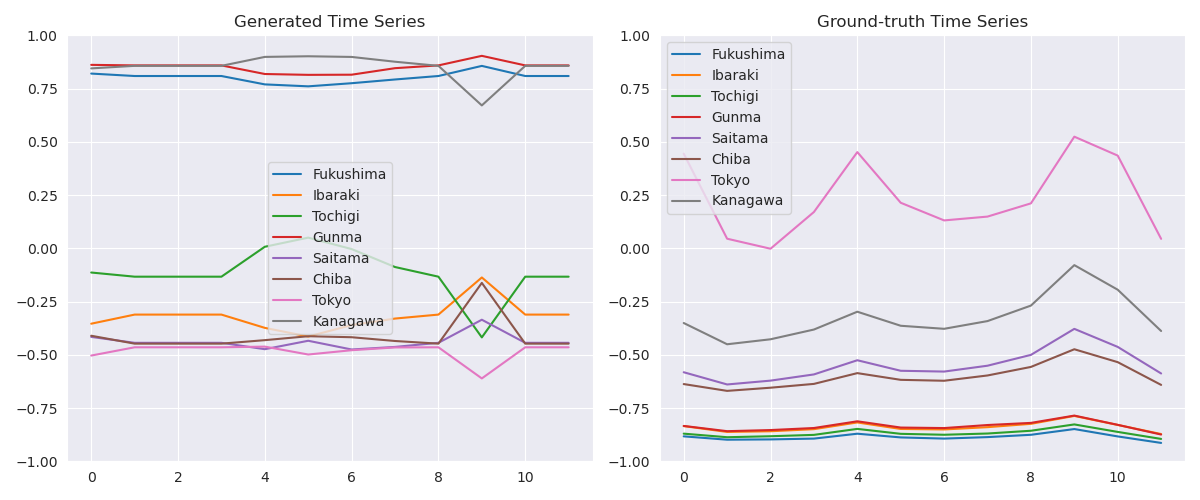 Generated Time Series
1.00
0.75
0.50
0.25
0.00
−0.25
−0.50
−0.75
−1.00
0
2
4
6
8
10
Fukushima
Ibaraki
Tochigi
Gunma
Saitama
Chiba
Tokyo
Kanagawa
Ground-truth Time Series
1.00
0.75
0.50
0.25
0.00
−0.25
−0.50
−0.75
−1.00
0
2
4
6
8
10
Fukushima
Ibaraki
Tochigi
Gunma
Saitama
Chiba
Tokyo
Kanagawa